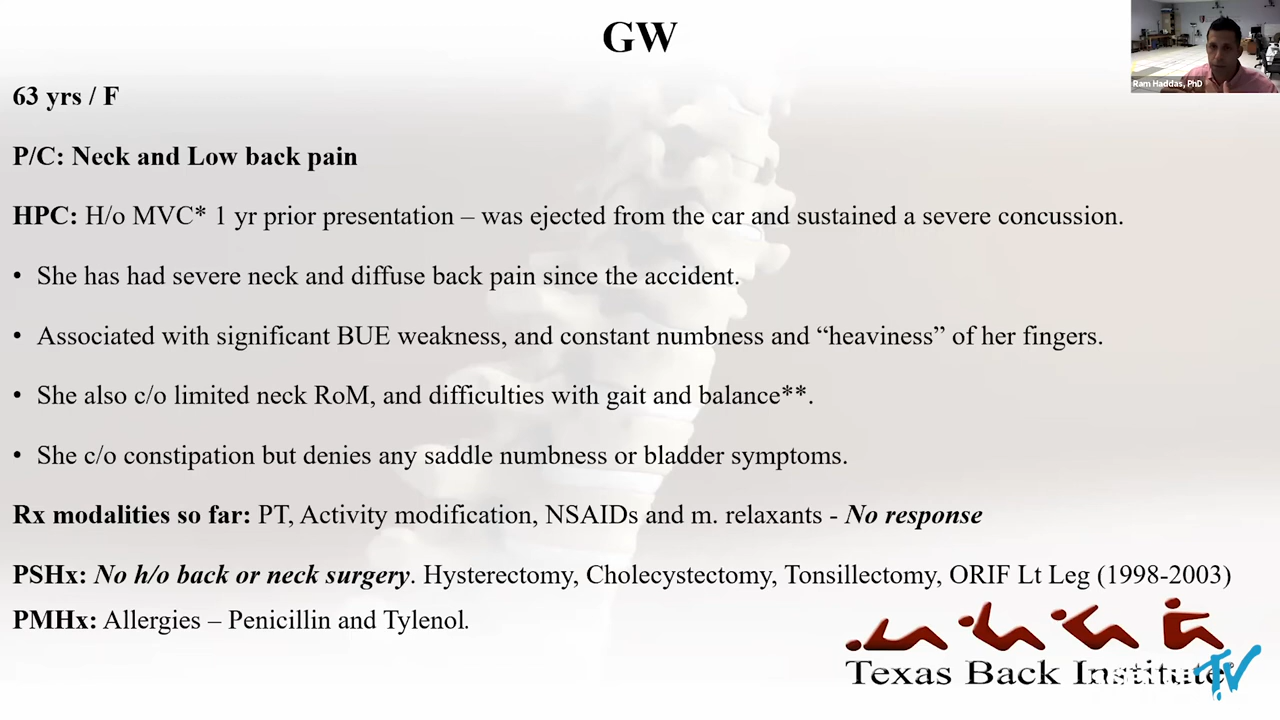 GW
Ram Haddas, PhD
63 yrs / F
P/C: Neck and Low back pain
HPC: H/o MVC* 1 yr prior presentation – was ejected from the car and sustained a severe concussion.
• She has had severe neck and diffuse back pain since the accident.
• Associated with significant BUE weakness, and constant numbness and “heaviness” of her fingers.
• She also c/o limited neck RoM, and difficulties with gait and balance**.
• She c/o constipation but denies any saddle numbness or bladder symptoms.
Rx modalities so far: PT, Activity modification, NSAIDs and m. relaxants - No response
PSHx: No h/o back or neck surgery. Hysterectomy, Cholecystectomy, Tonsillectomy, ORIF Lt Leg (1998-2003)
PMHx: Allergies – Penicillin and Tylenol.
Texas Back Institute
TV